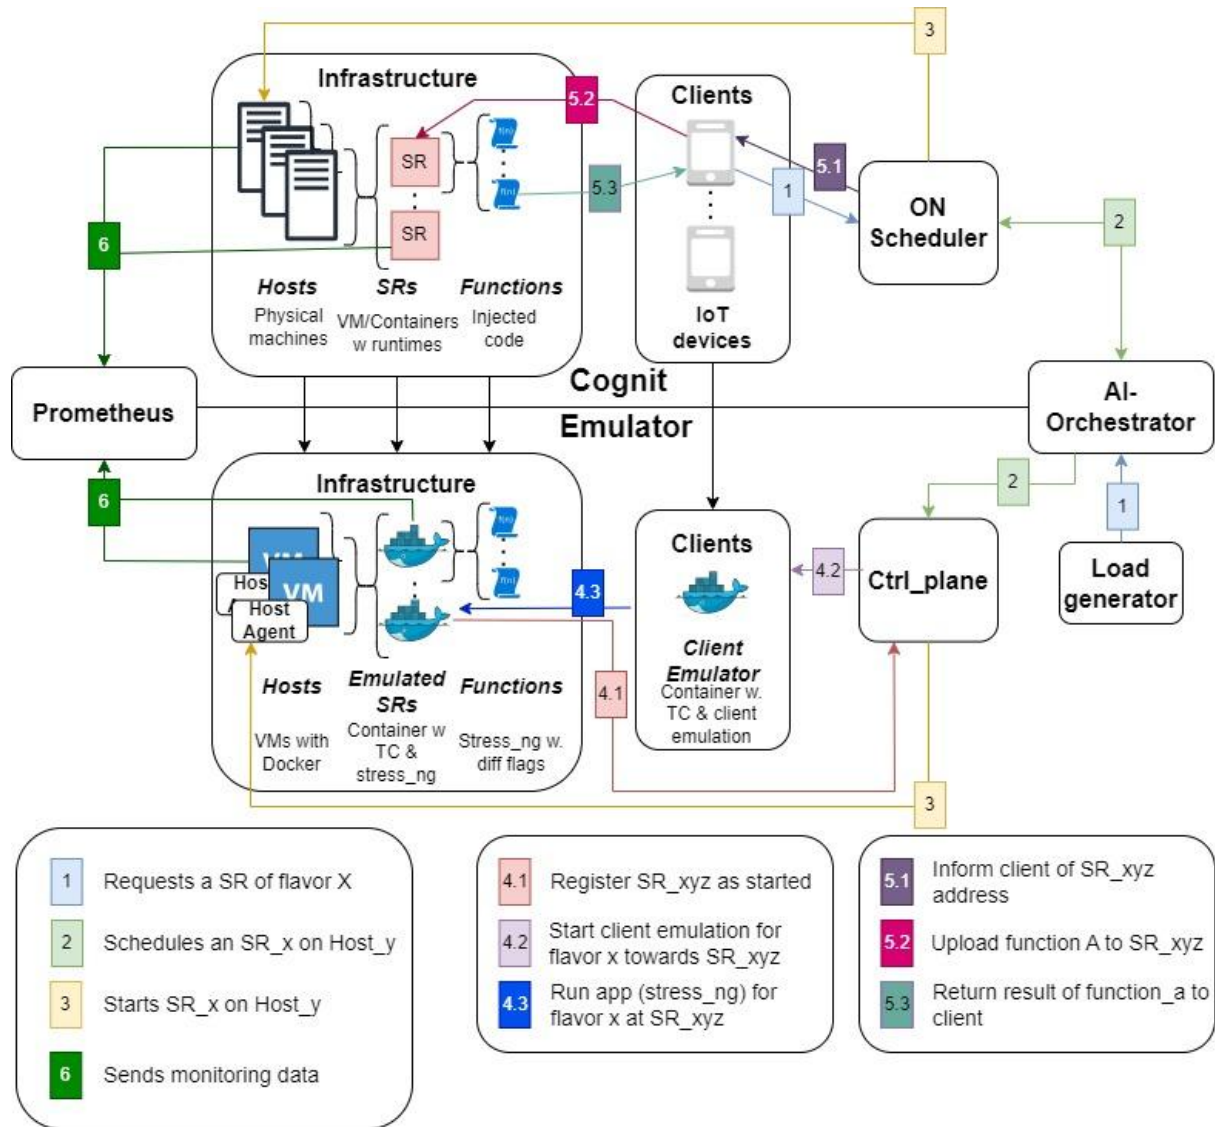 3
Infrastructure
5.2
Clients
f(n)
SR
5.1
1
5.3
f(n)
ON
Scheduler
2
SR
6
Hosts
SRs
Functions
Physical
machines
VM/Containers
w runtimes
Injected
code
IoT
devices
Cognit
Prometheus
AI-
Orchestrator
Emulator
Infrastructure
6
2
1
f(n)
Clients
VM
Hos
VM
Host
Agent
f(n)
4.3
4.2
Ctrl_plane
Load
generator
Client
Emulator
Container w.
TC & client
emulation
4.1
Hosts
Emulated
SRs
Functions
VMs with
Docker
Container w
TC &
stress_ng
Stress_ng w.
diff flags
3
1 Requests a SR of flavor X
2 Schedules an SR_x on Host_y
3 Starts SR_x on Host_y
6 Sends monitoring data
4.1 Register SR_xyz as started
4.2 Start client emulation for
flavor x towards SR_xyz
4.3 Run app (stress_ng) for
flavor x at SR_xyz
5.1 Inform client of SR_xyz
address
5.2 Upload function A to SR_xyz
5.3 Return result of function_a to
client